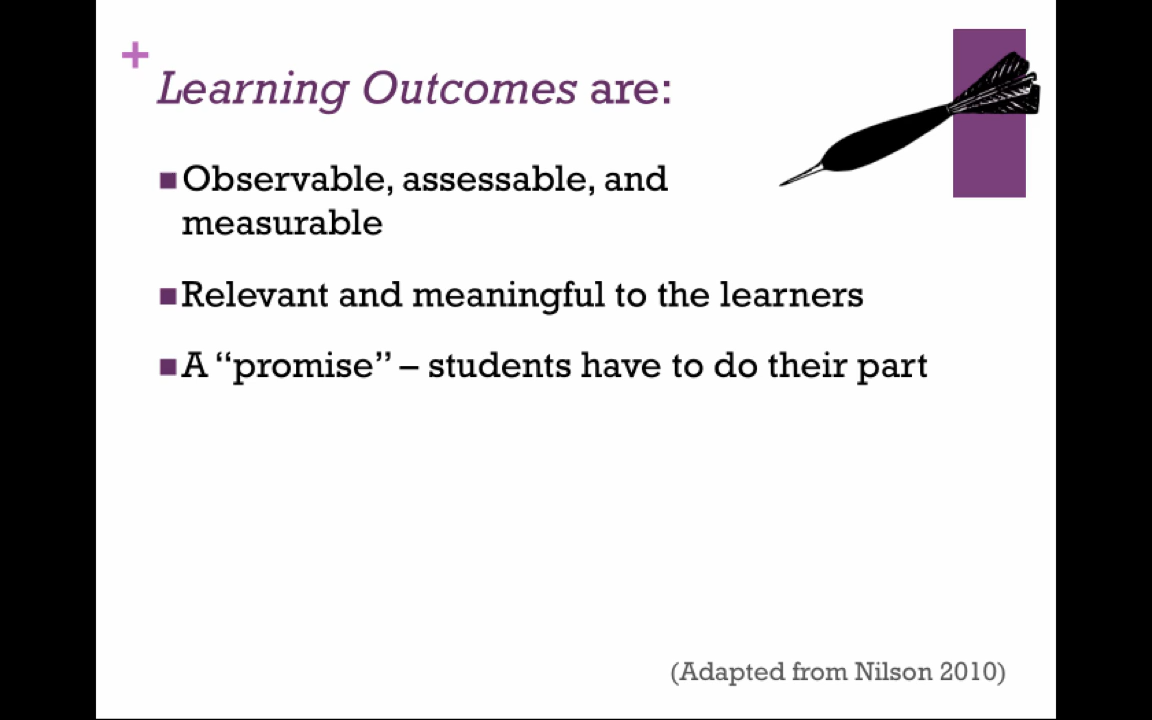 +
Learning Outcomes are:
■Observable, assessable, and
measurable
■Relevant and meaningful to the learners
■A “promise” – students have to do their part
(Adapted from Nilson 2010)